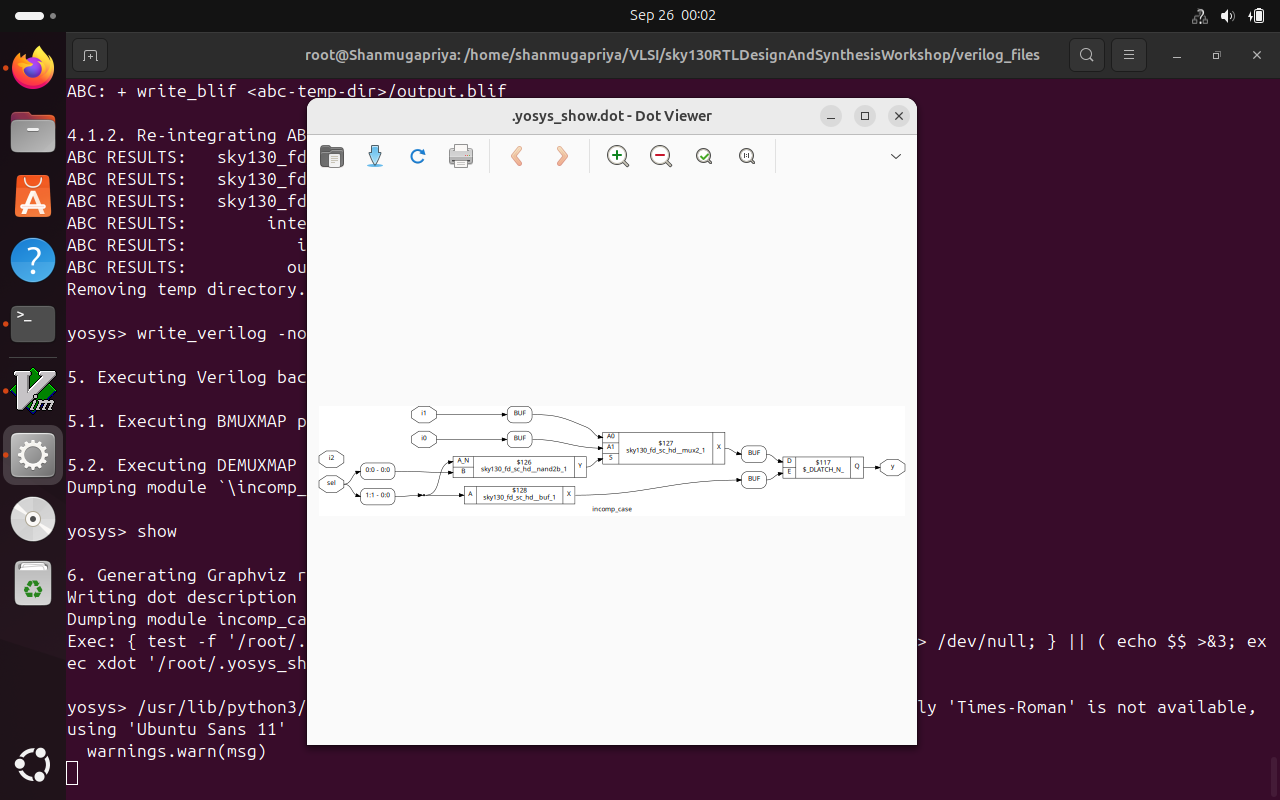 Sep 26 00:02
root@Shanmugapriya: /home/shanmugapriya/VLSI/sky130RTLDesignAndSynthesisWorkshop/verilog_files
ABC: + write_blif <abc-temp-dir>/output.blif
.yosys_show.dot - Dot Viewer
4.1.2. Re-integrating AB
ABC RESULTS:   sky130_fd
ABC RESULTS:   sky130_fd
ABC RESULTS:   sky130_fd
ABC RESULTS:        inte
ABC RESULTS:           i
ABC RESULTS:          ou
Removing temp directory.
yosys> write_verilog -no
5. Executing Verilog bac
5.1. Executing BMUXMAP p
5.2. Executing DEMUXMAP
Dumping module `\incomp_
yosys> show
6. Generating Graphviz r
Writing dot description
Dumping module incomp_ca
Exec: { test -f '/root/. > /dev/null; } || ( echo $$ >&3; ex
ec xdot '/root/.yosys_sh
yosys> /usr/lib/python3/ ly 'Times-Roman' is not available,
using 'Ubuntu Sans 11'
  warnings.warn(msg)
i1
BUF
i0
BUF
A0
A1
S
$127
sky130_fd_sc_hd__mux2_1
X
i2
sel
0:0 - 0:0
1:1 - 0:0
A_N
B
$126
sky130_fd_sc_hd__nand2b_1
Y
A
$128
sky130_fd_sc_hd__buf_1
X
BUF
BUF
D
E
$117
$_DLATCH_N_
Q
y
incomp_case
>_
?
Vim
1:1